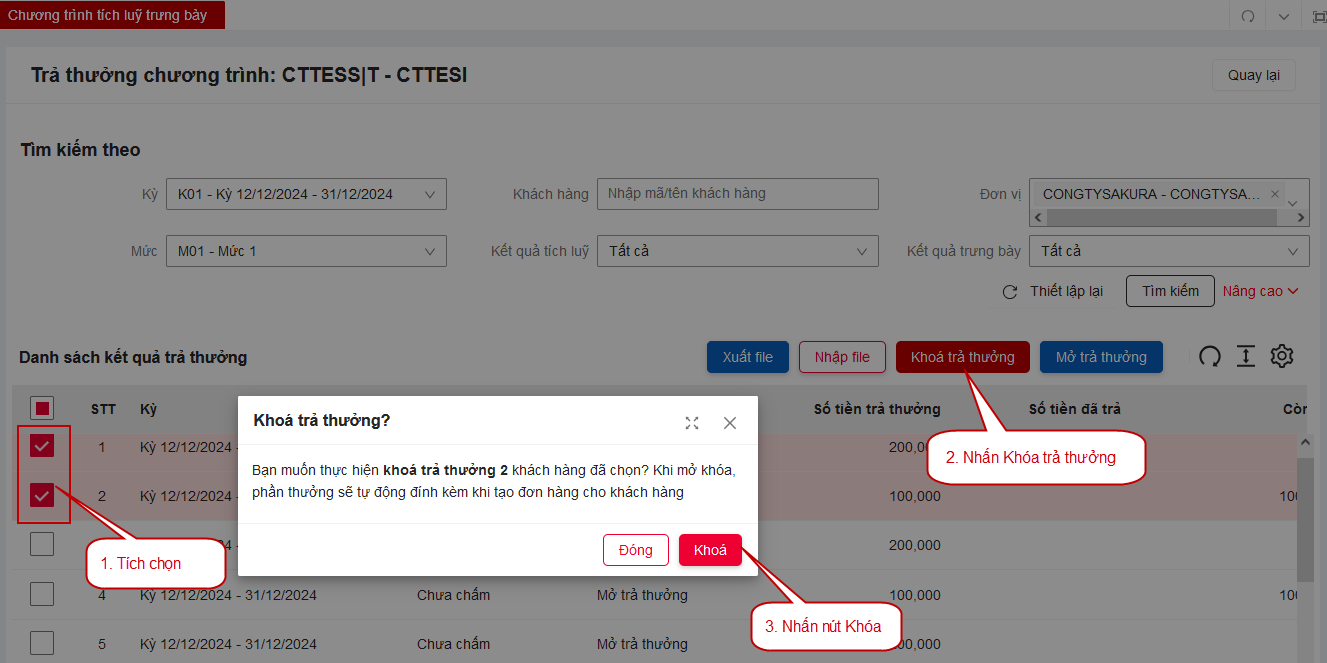 Chương trình tích luỹ trưng bày
Trả thưởng chương trình: CTTESS|T - CTTESI
Quay lại
Tìm kiếm theo
Kỳ K01 - Kỳ 12/12/2024 - 31/12/2024 Khách hàng Nhập mã/tên khách hàng Đơn vị CONGTYSAKURA - CONGTYSA...
Mức M01 - Mức 1 Kết quả tích luỹ Tất cả Kết quả trưng bày Tất cả
Thiết lập lại Tìm kiếm Nâng cao
Danh sách kết quả trả thưởng Xuất file Nhập file Khoá trả thưởng Mở trả thưởng
STT Kỳ Số tiền trả thưởng Số tiền đã trả
1 Kỳ 12/12/2024 -
2 Kỳ 12/12/2024 - 100,000
200,000
4 Kỳ 12/12/2024 - 31/12/2024 Chưa chấm Mở trả thưởng 100,000
5 Kỳ 12/12/2024 - 31/12/2024 Chưa chấm Mở trả thưởng
Khoá trả thưởng?
Bạn muốn thực hiện khoá trả thưởng 2 khách hàng đã chọn? Khi mở khóa,
phần thưởng sẽ tự động đính kèm khi tạo đơn hàng cho khách hàng
Đóng Khoá
1. Tích chọn
2. Nhấn Khóa trả thưởng
3. Nhấn nút Khóa